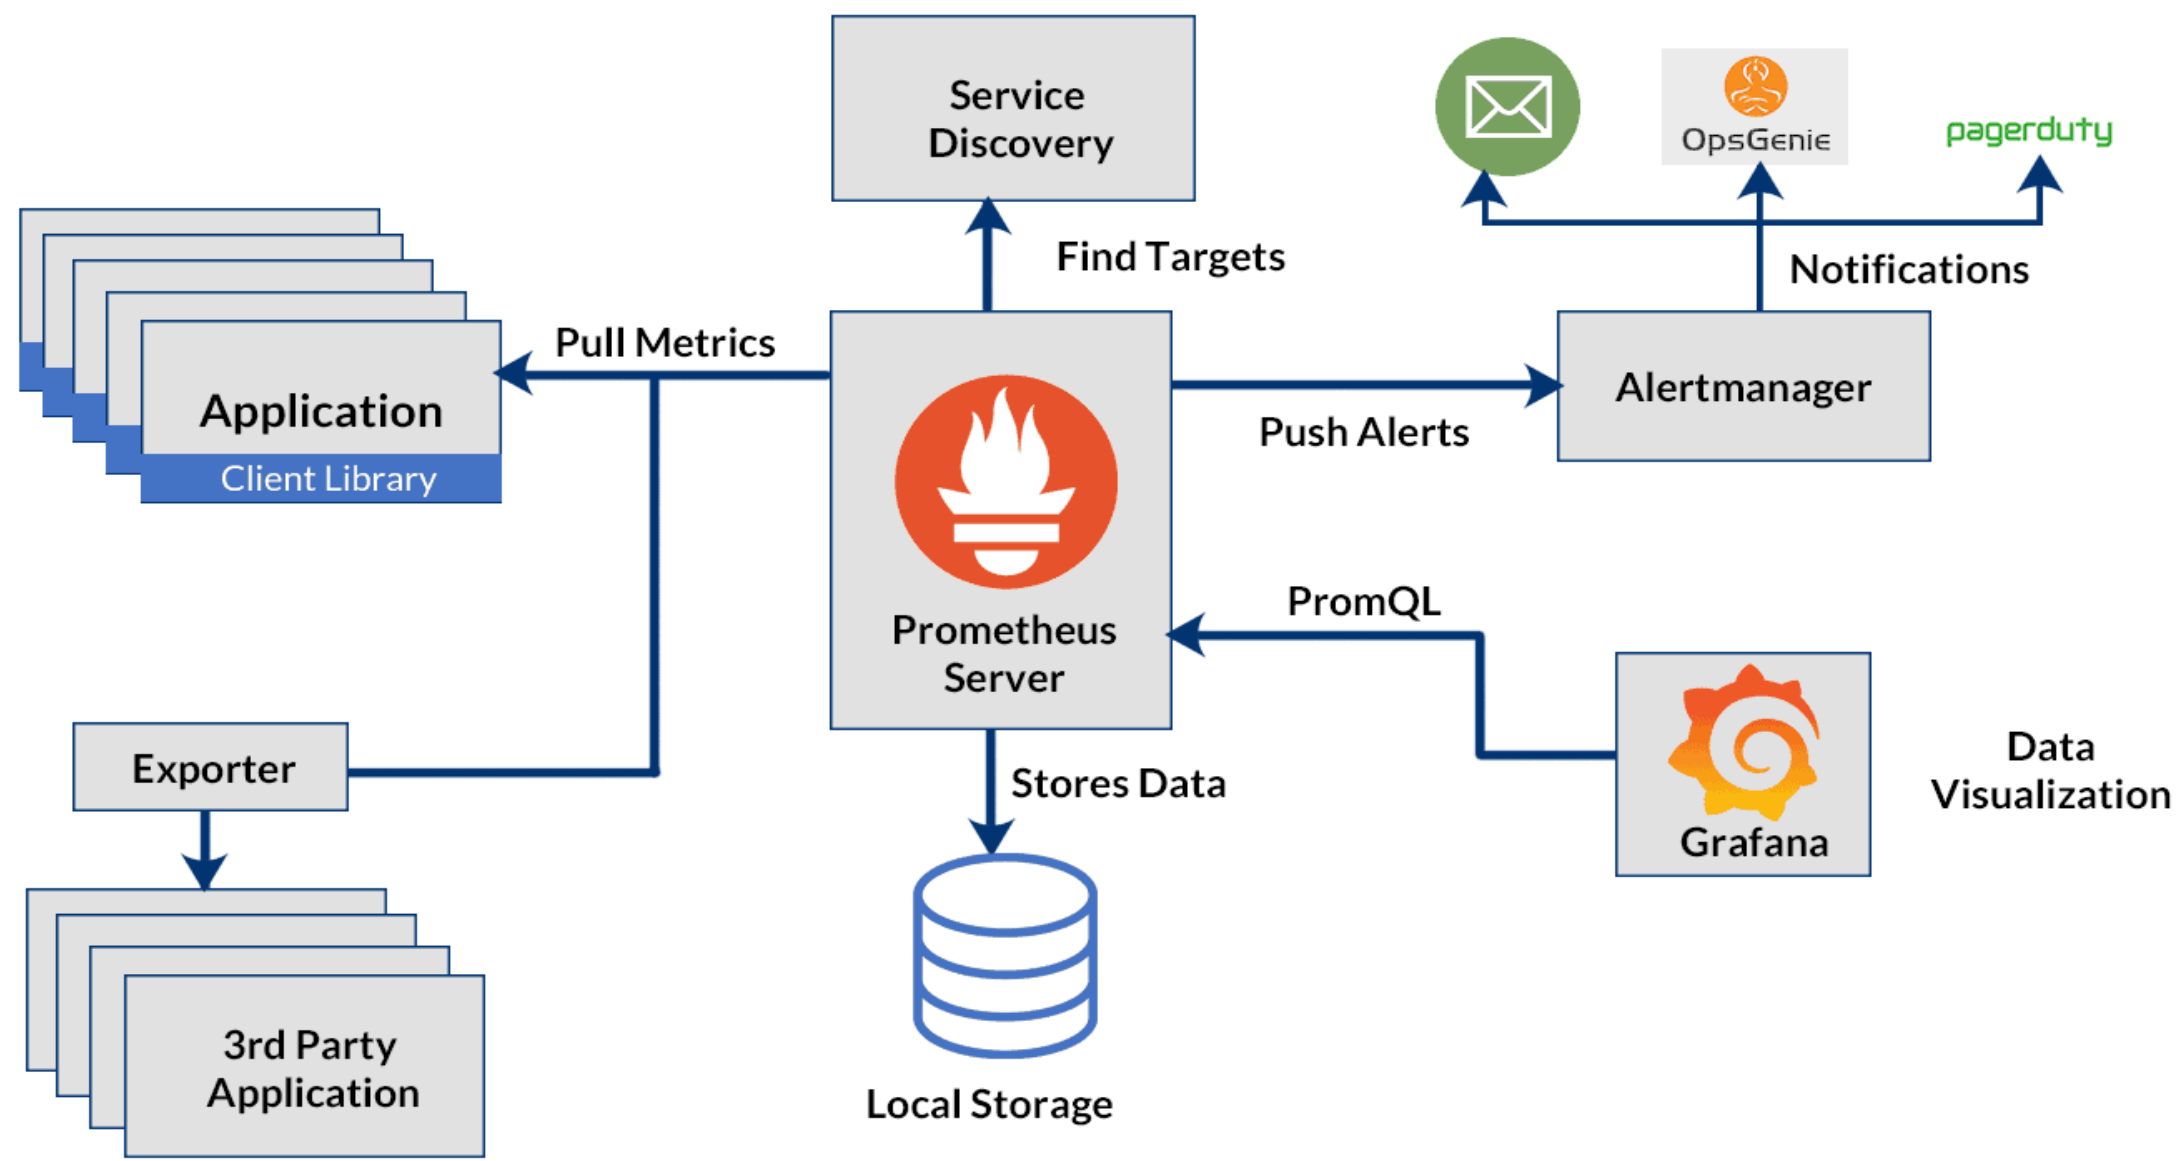 Service
Discovery
OpsGenie
pagerduty
Find Targets
Notifications
Pull Metrics
Application
Client Library
Alertmanager
Push Alerts
Prometheus
Server
PromQL
Exporter
Stores Data
Data
Visualization
Grafana
3rd Party
Application
Local Storage